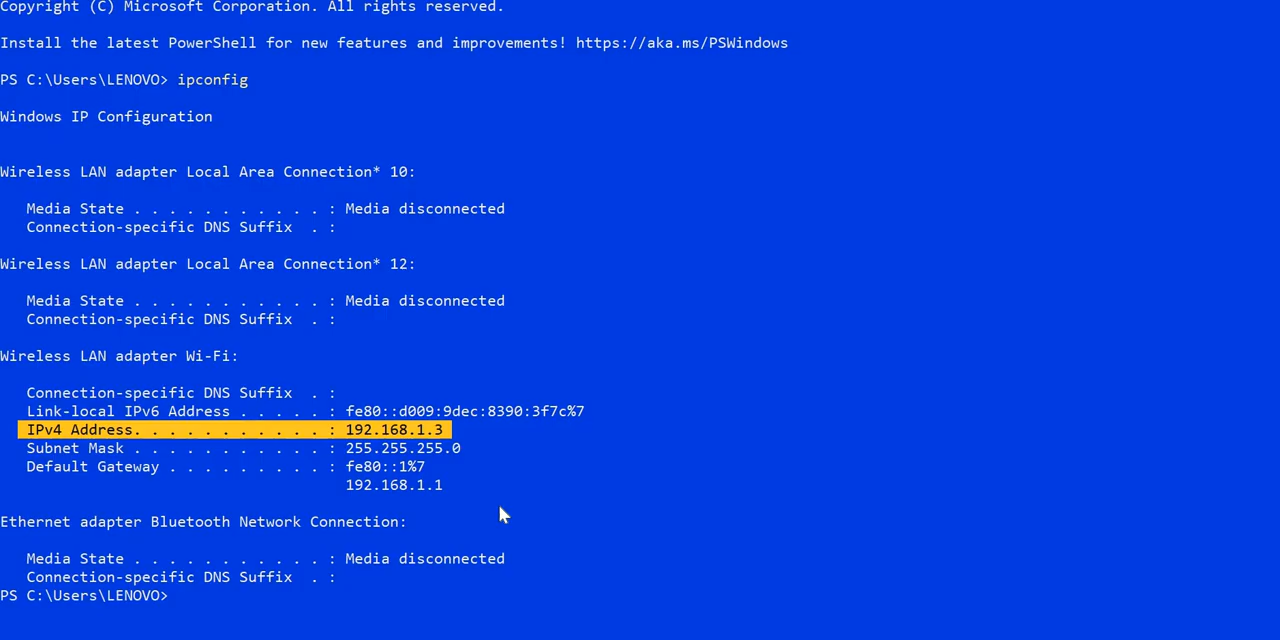 Copyright (C) Microsoft Corporation. All rights reserved.
Install the latest PowerShell for new features and improvements! https://aka.ms/PSWindows
PS C:\Users\LENOVO> ipconfig
Windows IP Configuration
Wireless LAN adapter Local Area Connection* 10:
Media State . . . . . . . . . . . : Media disconnected
Connection-specific DNS Suffix  . :
Wireless LAN adapter Local Area Connection* 12:
Media State . . . . . . . . . . . : Media disconnected
Connection-specific DNS Suffix  . :
Wireless LAN adapter Wi-Fi:
Connection-specific DNS Suffix  . :
Link-local IPv6 Address . . . . . : fe80::d009:9dec:8390:3f7c%7
IPv4 Address. . . . . . . . . . . : 192.168.1.3
Subnet Mask . . . . . . . . . . . : 255.255.255.0
Default Gateway . . . . . . . . . : fe80::1%7
192.168.1.1
Ethernet adapter Bluetooth Network Connection:
Media State . . . . . . . . . . . : Media disconnected
Connection-specific DNS Suffix  . :
PS C:\Users\LENOVO>